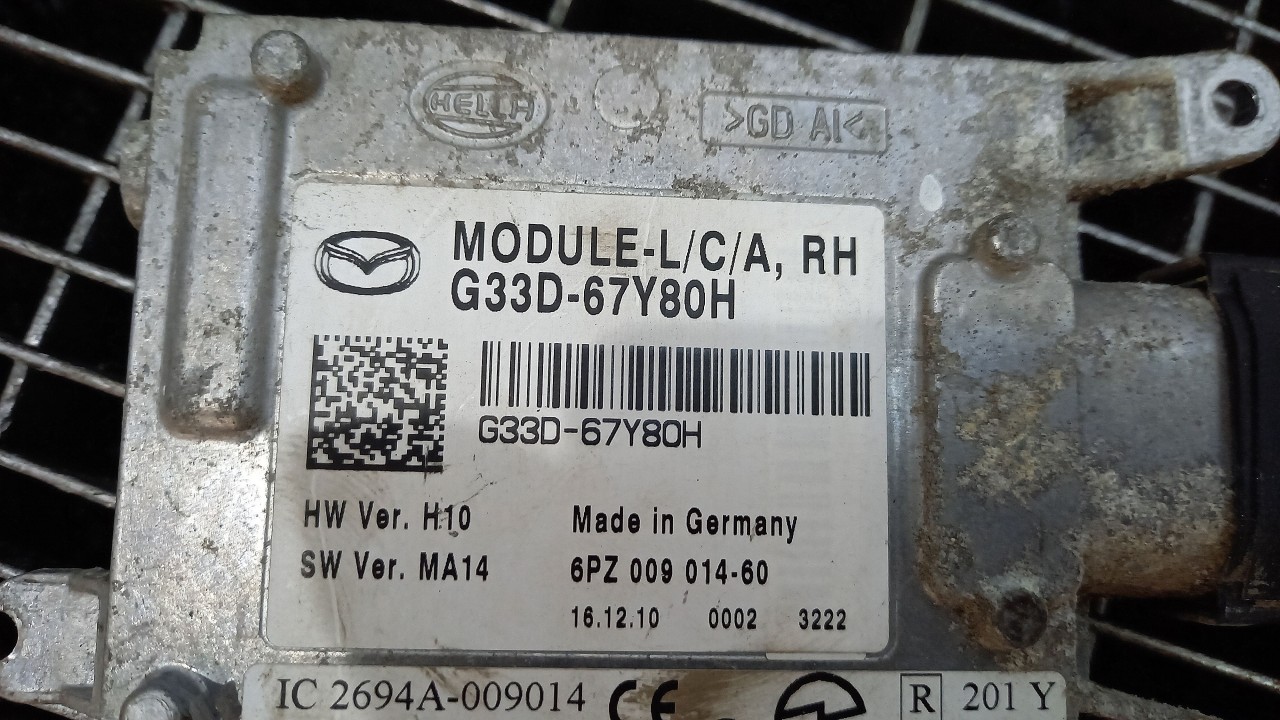 HELLA
>GD Al<
MODULE-L/C/A, RH
G33D-67Y80H
G33D-67Y80H
HW Ver. H10
Made in Germany
SW Ver. MA14
6PZ 009 014-60
16.12.10 0002 3222
IC 2694A-009014 CE R 201 Y